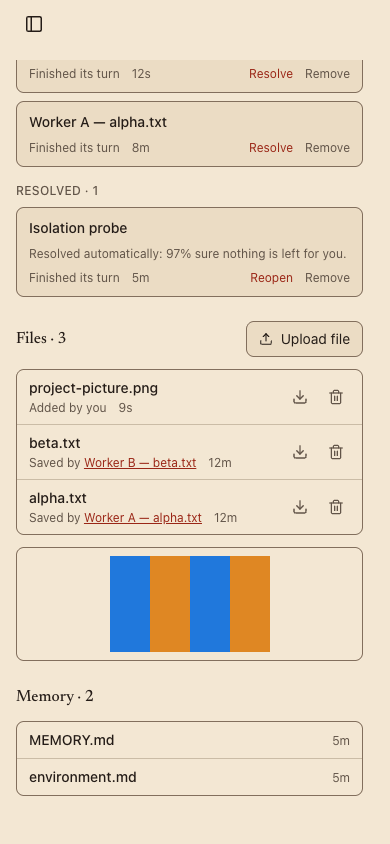 Finished its turn 12s Resolve Remove
Worker A — alpha.txt
Finished its turn 8m Resolve Remove
RESOLVED · 1
Isolation probe
Resolved automatically: 97% sure nothing is left for you.
Finished its turn 5m Reopen Remove
Files · 3 Upload file
project-picture.png
Added by you 9s
beta.txt
Saved by Worker B — beta.txt 12m
alpha.txt
Saved by Worker A — alpha.txt 12m
Memory · 2
MEMORY.md 5m
environment.md 5m